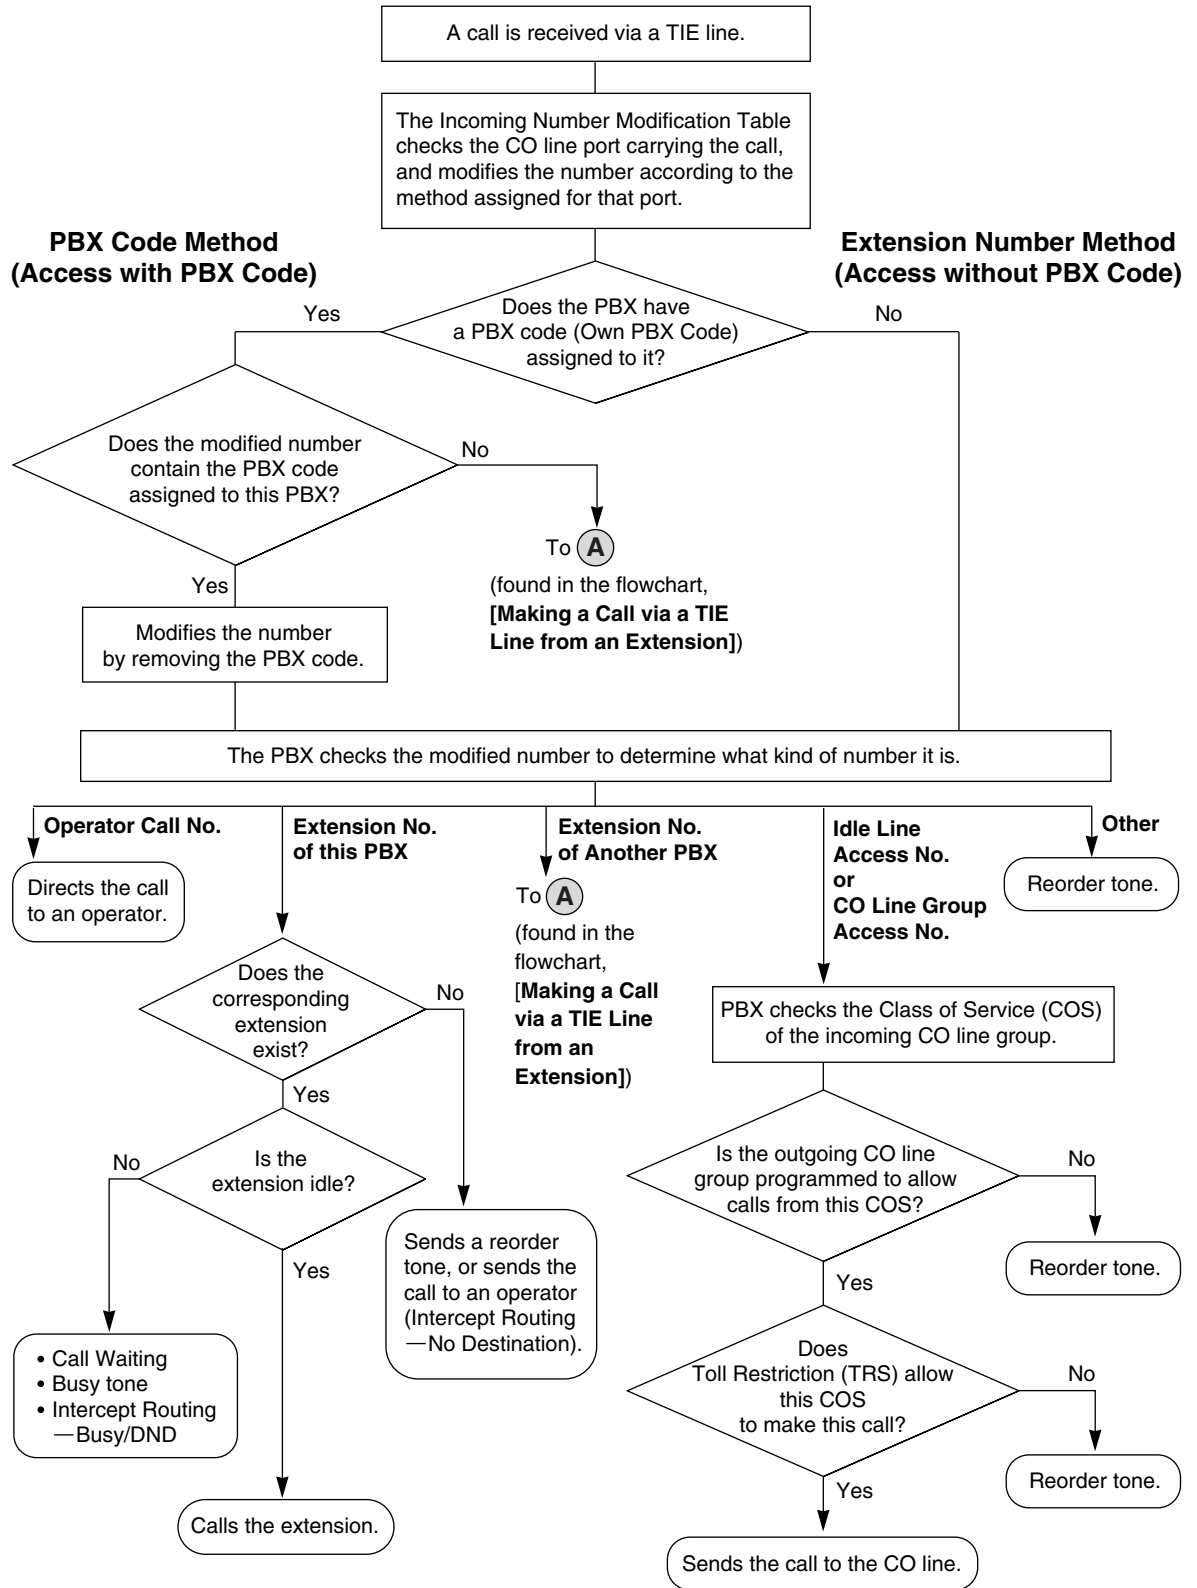 A call is received via a TIE line.
The Incoming Number Modification Table
checks the CO line port carrying the call,
and modifies the number according to the
method assigned for that port.
PBX Code Method
(Access with PBX Code)
Extension Number Method
(Access without PBX Code)
Yes
Does the PBX have
a PBX code (Own PBX Code)
assigned to it?
No
Does the modified number
contain the PBX code
assigned to this PBX?
No
To A
(found in the flowchart,
[Making a Call via a TIE
Line from an Extension])
Yes
Modifies the number
by removing the PBX code.
The PBX checks the modified number to determine what kind of number it is.
Operator Call No.
Directs the call
to an operator.
Extension No.
of this PBX
Extension No.
of Another PBX
To A
(found in the
flowchart,
[Making a Call
via a TIE Line
from an
Extension])
Idle Line
Access No.
or
CO Line Group
Access No.
Other
Reorder tone.
Does the
corresponding
extension
exist?
No
Yes
Is the
extension idle?
No
Yes
Sends a reorder
tone, or sends the
call to an operator
(Intercept Routing
—No Destination).
• Call Waiting
• Busy tone
• Intercept Routing
—Busy/DND
Calls the extension.
PBX checks the Class of Service (COS)
of the incoming CO line group.
Is the outgoing CO line
group programmed to allow
calls from this COS?
No
Reorder tone.
Yes
Does
Toll Restriction (TRS) allow
this COS
to make this call?
No
Reorder tone.
Yes
Sends the call to the CO line.